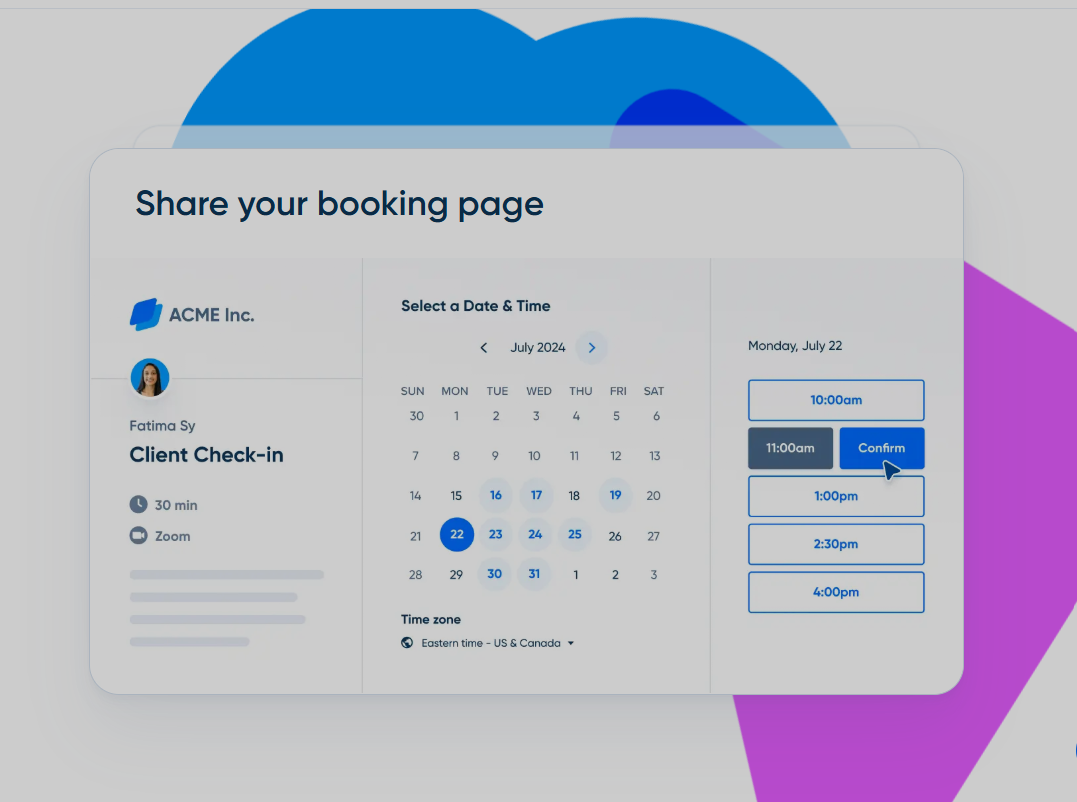 Share your booking page
ACME Inc.
Fatima Sy
Client Check-in
30 min
Zoom
Select a Date & Time
July 2024
SUN MON TUE WED THU FRI SAT
30 1 2 3 4 5 6
7 8 9 10 11 12 13
14 15 16 17 18 19 20
21 22 23 24 25 26 27
28 29 30 31 1 2 3
Time zone
Eastern time - US & Canada
Monday, July 22
10:00am
11:00am Confirm
1:00pm
2:30pm
4:00pm